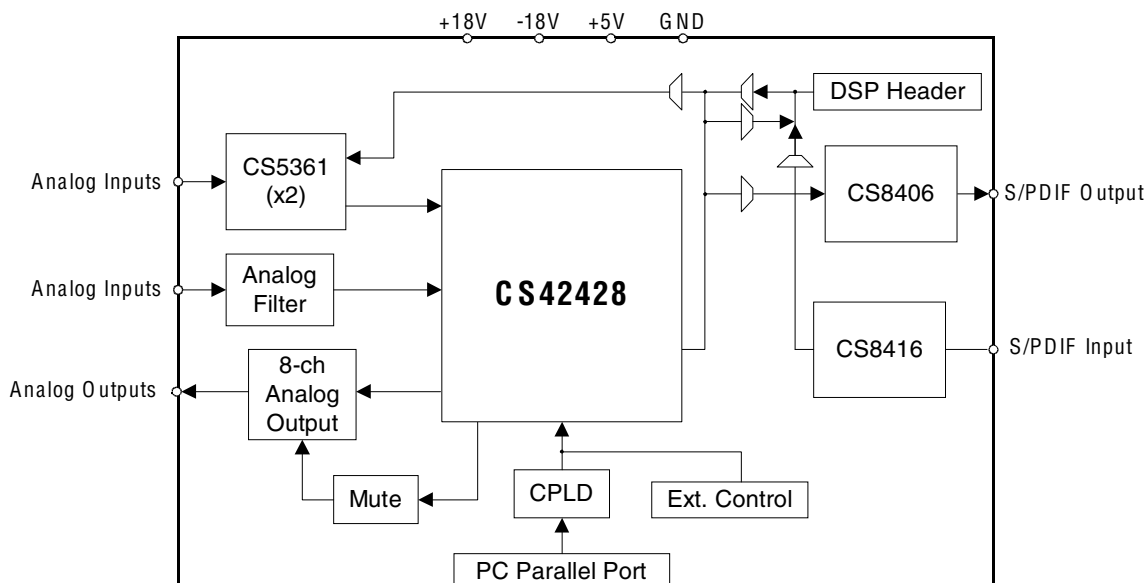 +18V -18V +5V GND
DSP Header
CS5361
(x2)
Analog Inputs
CS8406
S/PDIF Output
Analog Inputs
Analog
Filter
CS42428
CS8416
S/PDIF Input
8-ch
Analog
Output
Analog Outputs
Mute
CPLD
Ext. Control
PC Parallel Port